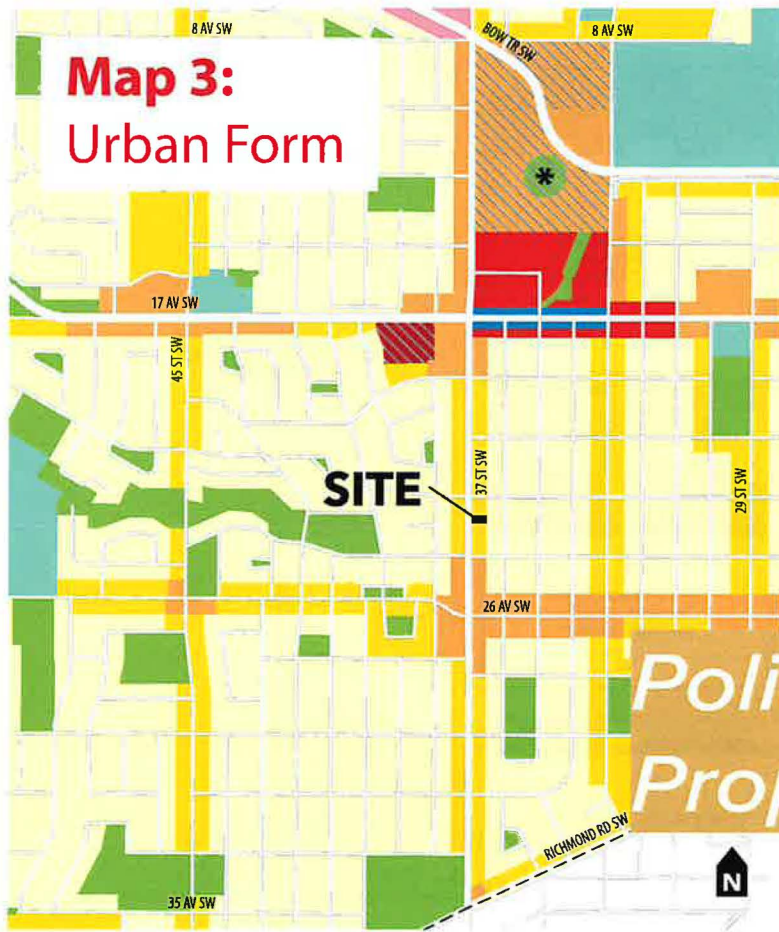 8 AV SW
BOW TR SW
8 AV SW
Map 3:
Urban Form
*
17 AV SW
45 ST SW
37 ST SW
29 ST SW
SITE
26 AV SW
Poli
Prop
RICHMOND RD SW
35 AV SW
N